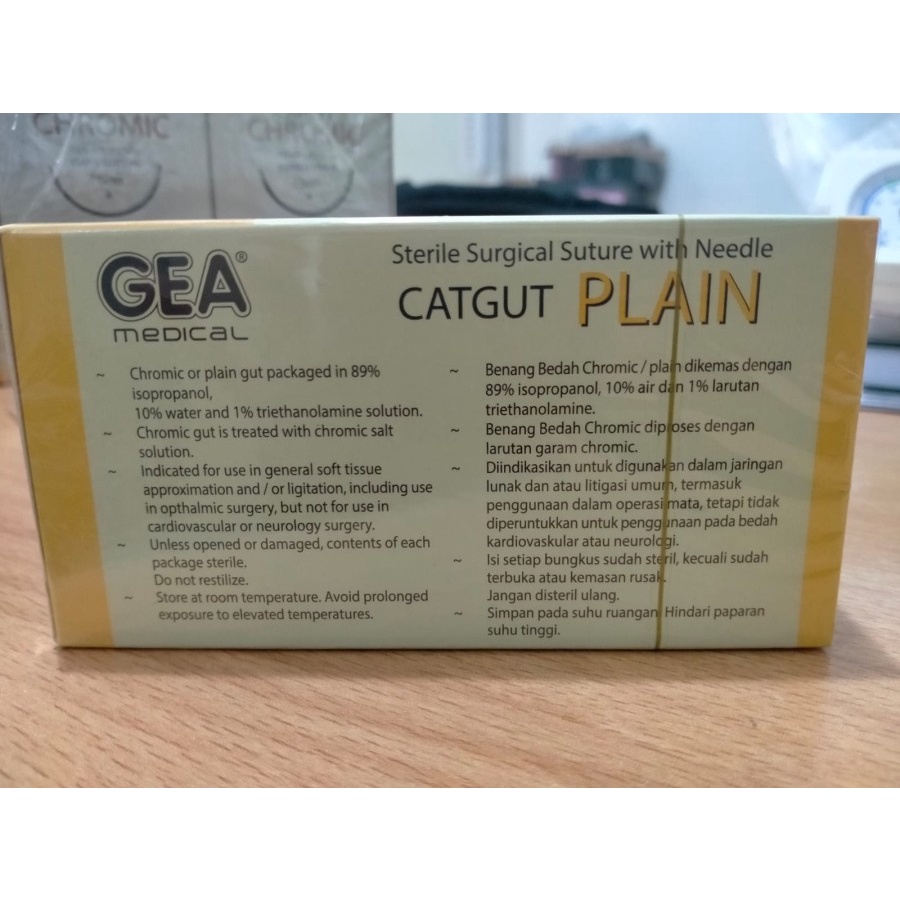 CHROMIC
CHROMIC
GEA®
MEDICAL
Sterile Surgical Suture with Needle
CATGUT PLAIN
~ Chromic or plain gut packaged in 89%
isopropanol,
10% water and 1% triethanolamine solution.
~ Chromic gut is treated with chromic salt
solution.
~ Indicated for use in general soft tissue
approximation and / or ligitation, including use
in opthalmic surgery, but not for use in
cardiovascular or neurology surgery.
~ Unless opened or damaged, contents of each
package sterile.
Do not restilize.
~ Store at room temperature. Avoid prolonged
exposure to elevated temperatures.
~ Benang Bedah Chromic / plain dikemas dengan
89% isopropanol, 10% air dan 1% larutan
triethanolamine.
~ Benang Bedah Chromic diproses dengan
larutan garam chromic.
~ Diindikasikan untuk digunakan dalam jaringan
lunak dan atau litigasi umum, termasuk
penggunaan dalam operasi mata, tetapi tidak
diperuntukkan untuk penggunaan pada bedah
kardiovaskular atau neurologi.
~ Isi setiap bungkus sudah steril, kecuali sudah
terbuka atau kemasan rusak.
Jangan disteril ulang.
~ Simpan pada suhu ruangan. Hindari paparan
suhu tinggi.